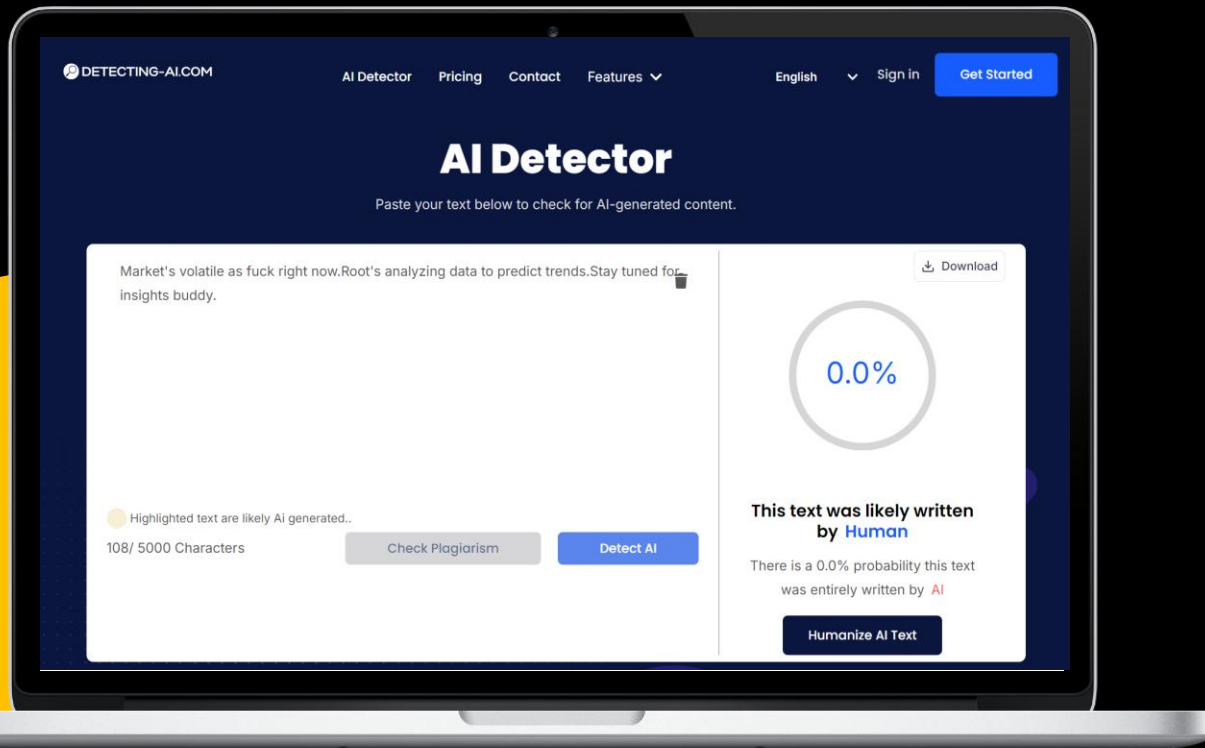 DETECTING-AI.COM
AI Detector Pricing Contact Features
English Sign in Get Started
AI Detector
Paste your text below to check for AI-generated content.
Market's volatile as fuck right now.Root's analyzing data to predict trends.Stay tuned for
insights buddy.
Download
0.0%
Highlighted text are likely Ai generated..
108/ 5000 Characters
Check Plagiarism
Detect AI
This text was likely written
by Human
There is a 0.0% probability this text
was entirely written by AI
Humanize AI Text